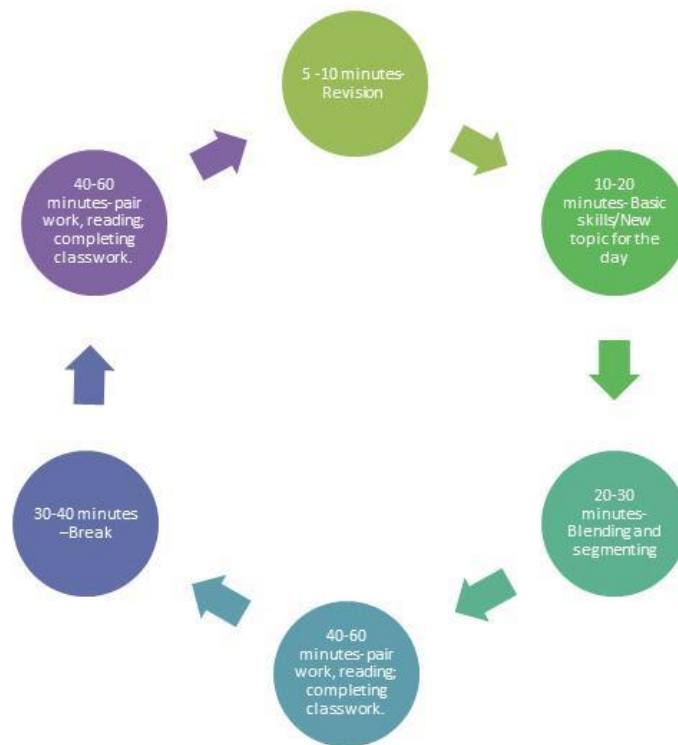 5 -10 minutes-
Revision
10-20
minutes- Basic
skills/New
topic for the
day
20-30
minutes-
Blending and
segmenting
40-60
minutes-pair
work, reading;
completing
classwork.
30-40 minutes
–Break
40-60
minutes-pair
work, reading;
completing
classwork.